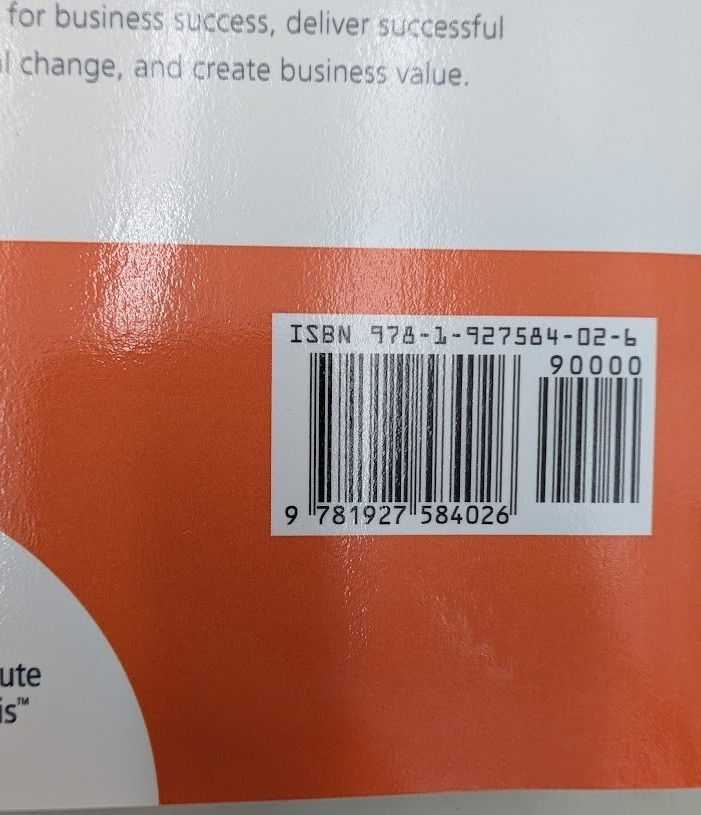 for business success, deliver successful
l change, and create business value.
ISBN 978-1-927584-02-6
90000
9 781927 584026
ute
is™